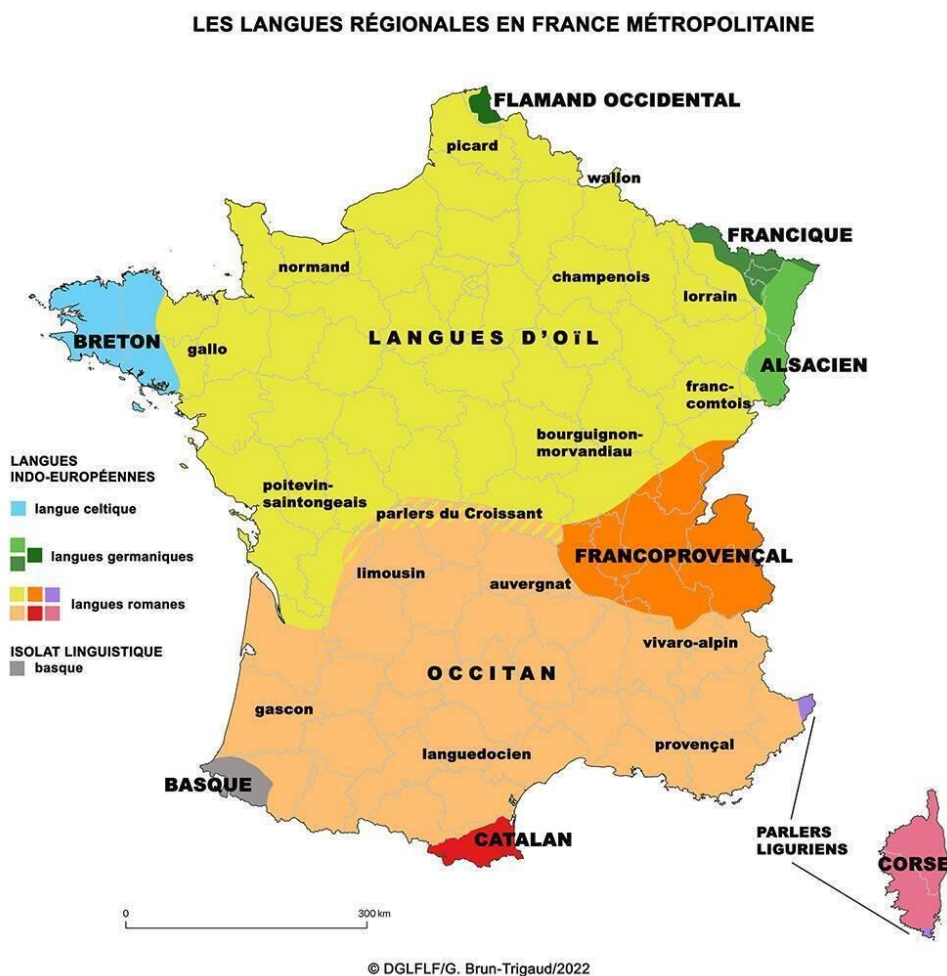 LES LANGUES RÉGIONALES EN FRANCE MÉTROPOLITAINE
FLAMAND OCCIDENTAL
picard
wallon
FRANCIQUE
normand
champenois
lorrain
BRETON
gallo
LANGUES D'OïL
ALSACIEN
franc-
comtois
bourguignon-
morvandiau
LANGUES
INDO-EUROPÉENNES
langue celtique
langues germaniques
langues romanes
ISOLAT LINGUISTIQUE
basque
poitevin-
saintongeais
parlers du Croissant
FRANCOPROVENÇAL
limousin
auvergnat
vivaro-alpin
OCCITAN
gascon
languedocien
provençal
BASQUE
CATALAN
PARLERS
LIGURIENS
CORSE
0
300 km
© DGLFLF/G. Brun-Trigaud/2022